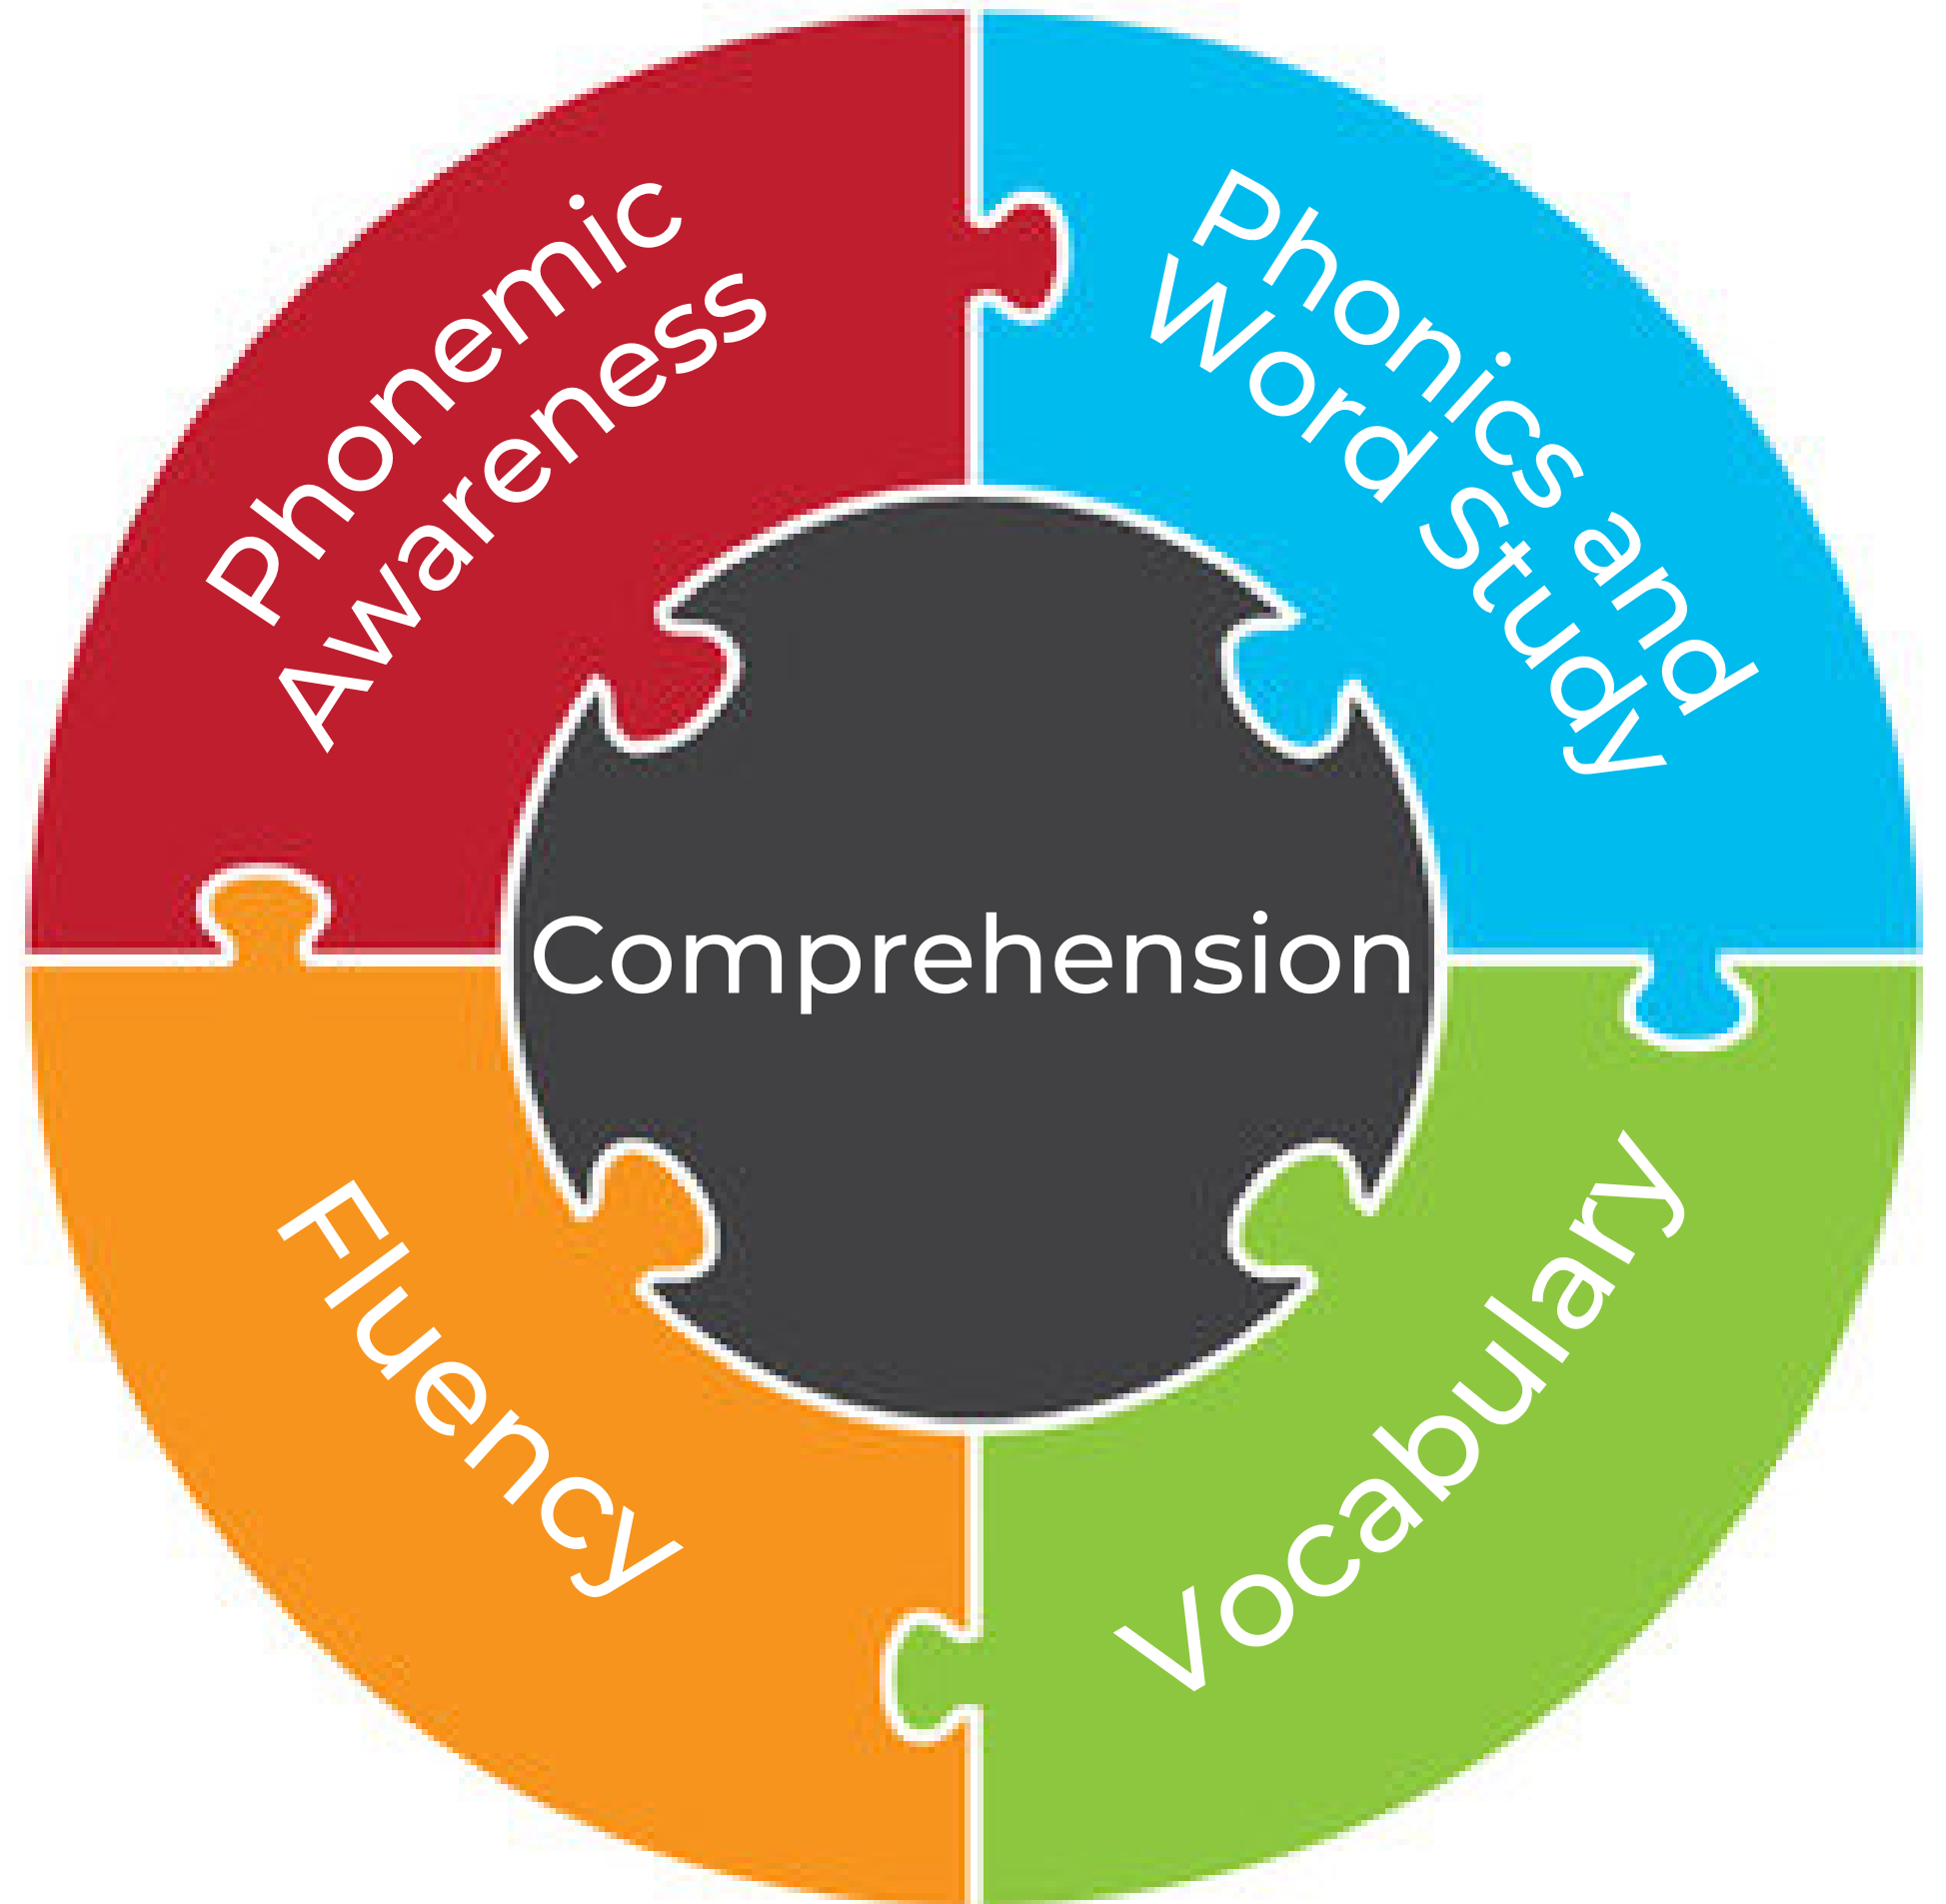 Phonemic
Awareness
Phonics and
Word Study
Comprehension
Fluency
Vocabulary